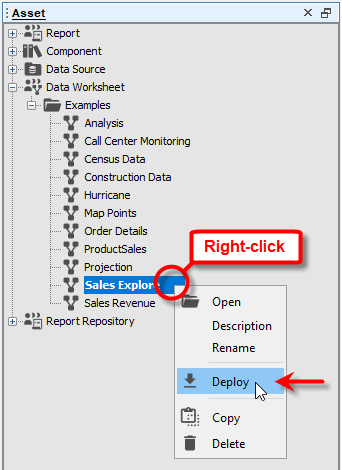 Asset
Report
Component
Data Source
Data Worksheet
Examples
Analysis
Call Center Monitoring
Census Data
Construction Data
Hurricane
Map Points
Order Details
ProductSales
Right-click
Projection
Sales Explore
Sales Revenue
Report Repository
Open
Description
Rename
Deploy
Copy
Delete